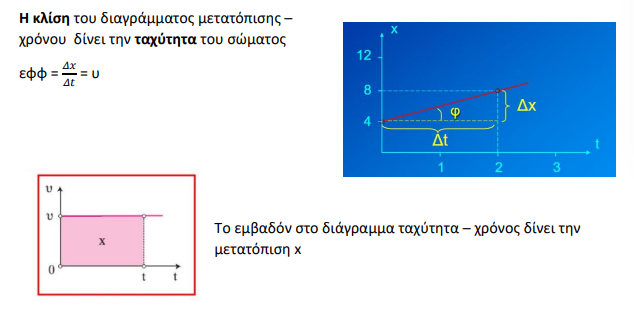 Η κλίση του διαγράμματος μετατόπισης –
χρόνου δίνει την ταχύτητα του σώματος
εφφ = Δx/Δt = υ
x
12
8
4
φ
Δx
Δt
t
1 2 3
υ
υ
x
0
t t
Το εμβαδόν στο διάγραμμα ταχύτητα – χρόνος δίνει την
μετατόπιση x